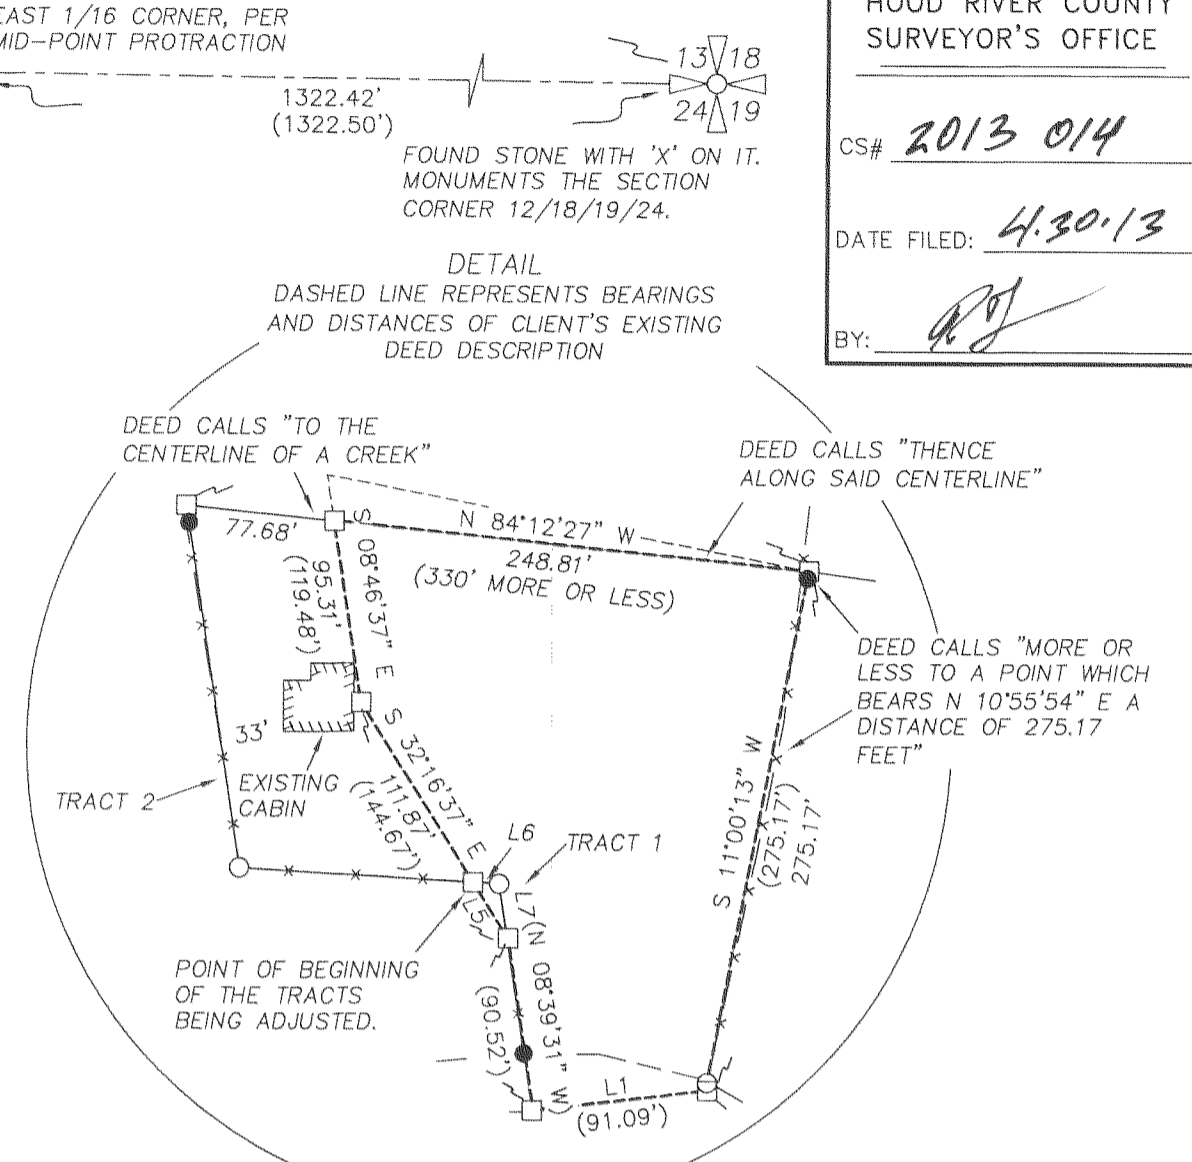 EAST 1/16 CORNER, PER
MID-POINT PROTRACTION
1322.42'
(1322.50')
13 18
24 19
FOUND STONE WITH 'X' ON IT.
MONUMENTS THE SECTION
CORNER 12/18/19/24.
HOOD RIVER COUNTY
SURVEYOR'S OFFICE
CS# 2013 014
DATE FILED: 4.30.13
BY:
DETAIL
DASHED LINE REPRESENTS BEARINGS
AND DISTANCES OF CLIENT'S EXISTING
DEED DESCRIPTION
DEED CALLS "TO THE
CENTERLINE OF A CREEK"
DEED CALLS "THENCE
ALONG SAID CENTERLINE"
77.68'
N 84°12'27" W
248.81'
(330' MORE OR LESS)
S 08°46'37" E
95.31'
(119.48')
DEED CALLS "MORE OR
LESS TO A POINT WHICH
BEARS N 10°55'54" E A
DISTANCE OF 275.17
FEET"
33'
EXISTING
CABIN
TRACT 2
S 32°16'37" E
111.87'
(144.67')
S 11°00'13" W
(275.17')
275.17'
L6
TRACT 1
L5
L7(N 08°39'31" W)
(90.52')
POINT OF BEGINNING
OF THE TRACTS
BEING ADJUSTED.
L1
(91.09')